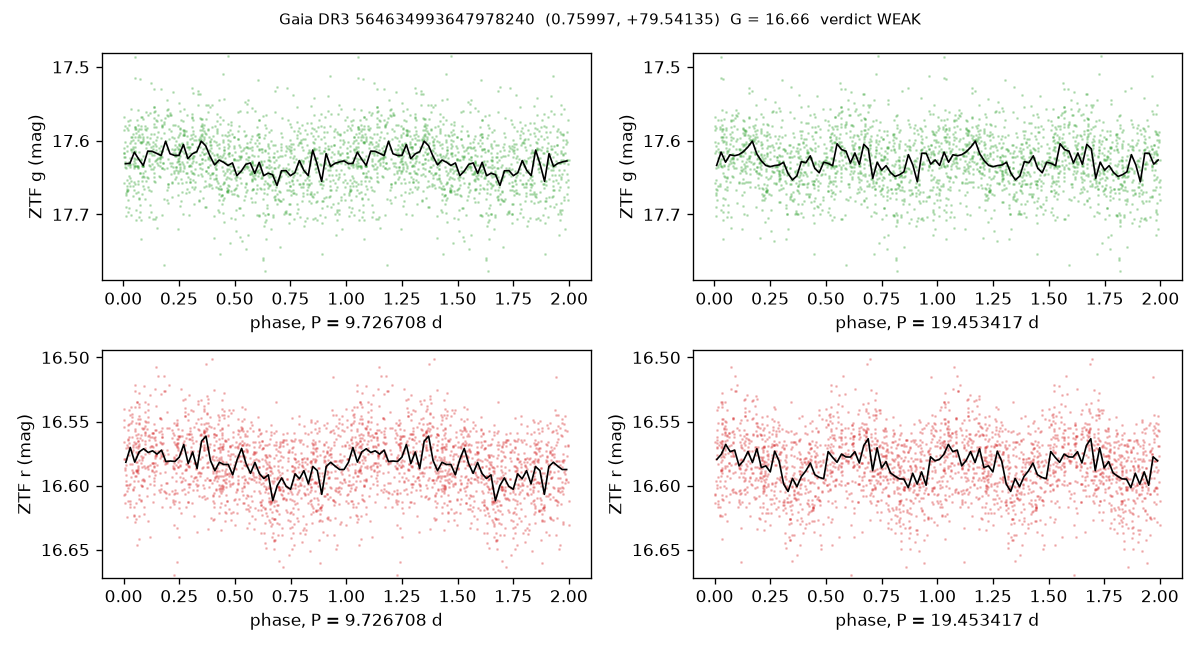 Gaia DR3 564634993647978240 (0.75997, +79.54135) G = 16.66 verdict WEAK
17.5
17.6
17.7
ZTF g (mag)
0.00 0.25 0.50 0.75 1.00 1.25 1.50 1.75 2.00
phase, P = 9.726708 d
17.5
17.6
17.7
ZTF g (mag)
0.00 0.25 0.50 0.75 1.00 1.25 1.50 1.75 2.00
phase, P = 19.453417 d
16.50
16.55
16.60
16.65
ZTF r (mag)
0.00 0.25 0.50 0.75 1.00 1.25 1.50 1.75 2.00
phase, P = 9.726708 d
16.50
16.55
16.60
16.65
ZTF r (mag)
0.00 0.25 0.50 0.75 1.00 1.25 1.50 1.75 2.00
phase, P = 19.453417 d